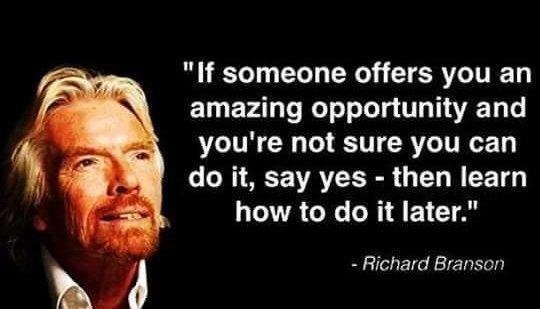 "If someone offers you an
amazing opportunity and
you're not sure you can
do it, say yes - then learn
how to do it later."
- Richard Branson